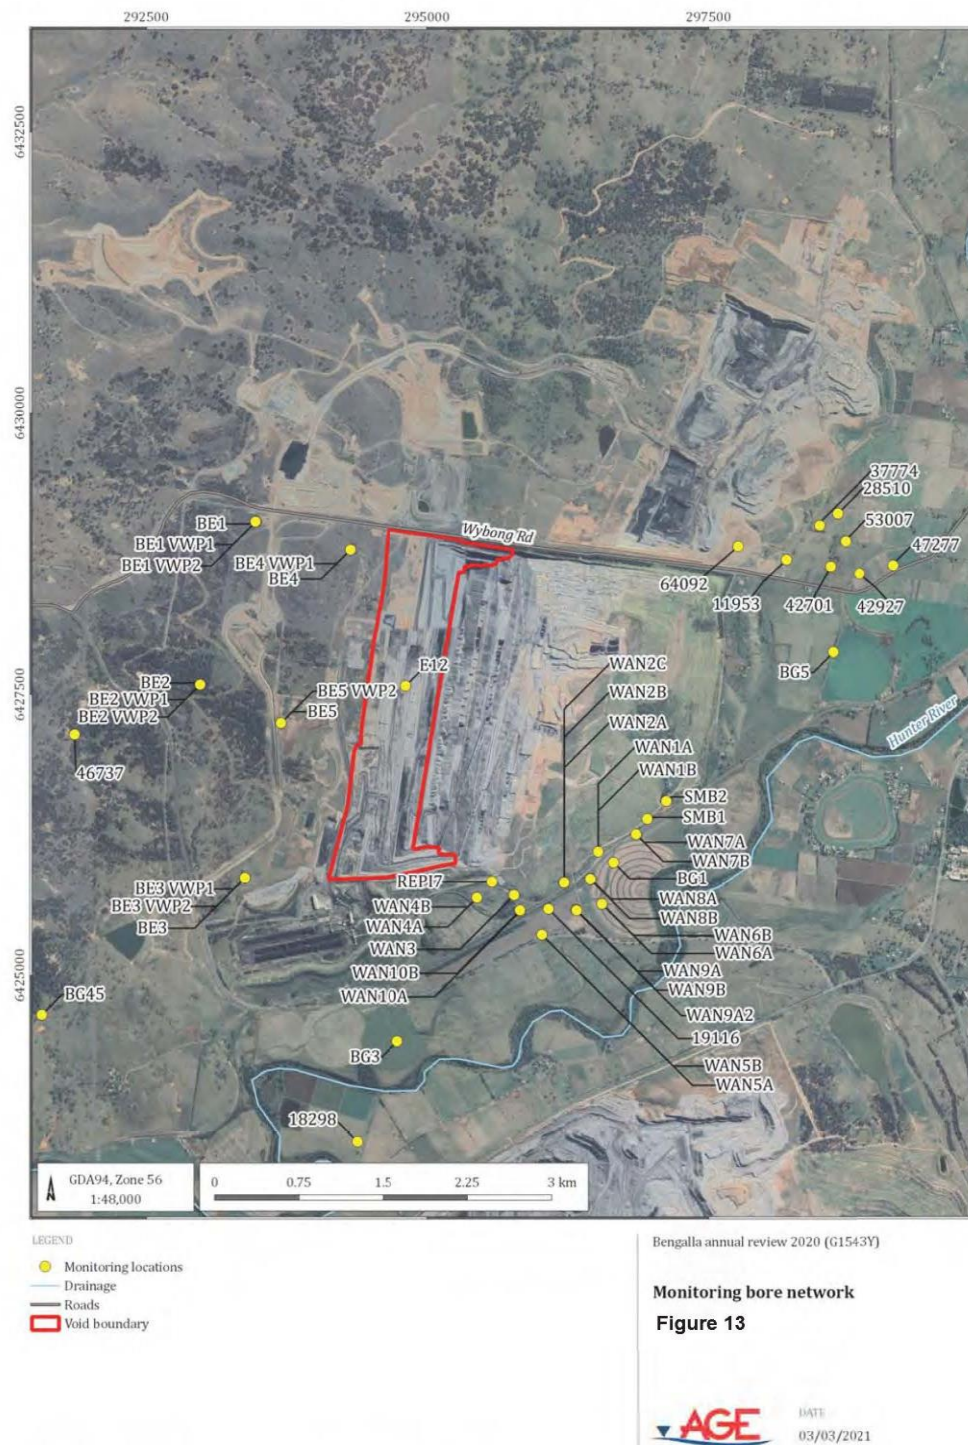 292500
295000
297500
6432500
6430000
6427500
6425000
37774
28510
53007
47277
BE1
BE1 VWP1
BE1 VWP2
BE4 VWP1
BE4
Wybong Rd
64092
11953
42701
42927
BG5
Hunter River
E12
WAN2C
WAN2B
WAN2A
BE2
BE2 VWP1
BE2 VWP2
BE5 VWP2
BE5
46737
WAN1A
WAN1B
SMB2
SMB1
WAN7A
WAN7B
BG1
WAN8A
WAN8B
WAN6B
WAN6A
BE3 VWP1
BE3 VWP2
BE3
REPI7
WAN4B
WAN4A
WAN3
WAN10B
WAN10A
WAN9A
WAN9B
WAN9A2
19116
WAN5B
WAN5A
BG45
BG3
18298
GDA94, Zone 56
1:48,000
0 0.75 1.5 2.25 3 km
LEGEND
Monitoring locations
Drainage
Roads
Void boundary
Bengalla annual review 2020 (G1543Y)
Monitoring bore network
Figure 13
AGE
DATE
03/03/2021